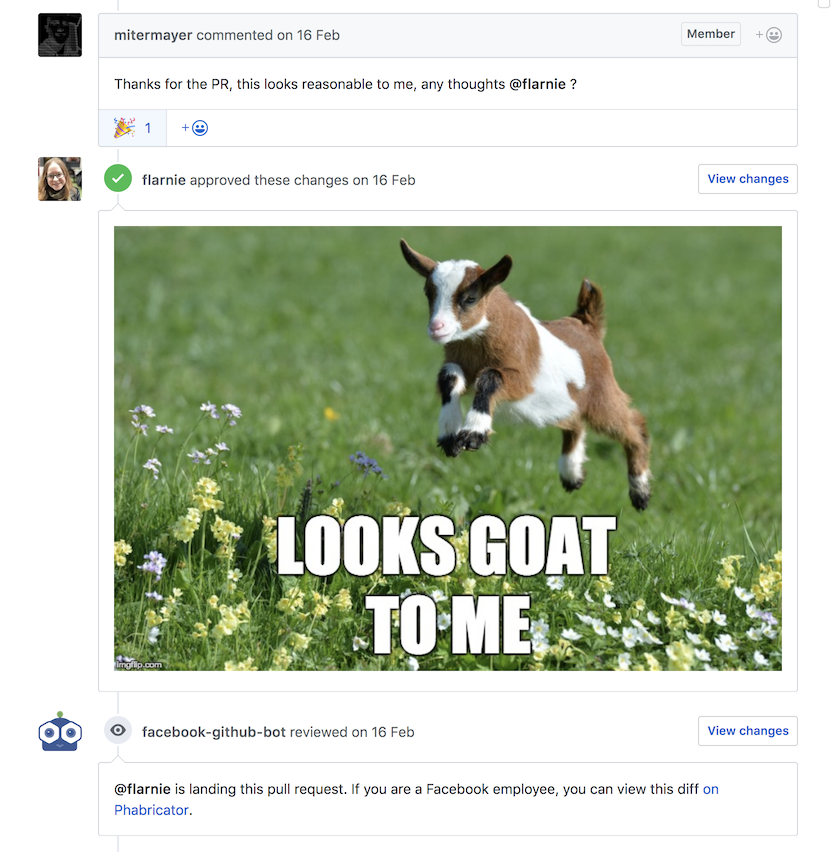 mitermayer commented on 16 Feb
Member
Thanks for the PR, this looks reasonable to me, any thoughts @flarnie ?
1
flarnie approved these changes on 16 Feb
View changes
LOOKS GOAT
TO ME
imgflip.com
facebook-github-bot reviewed on 16 Feb
View changes
@flarnie is landing this pull request. If you are a Facebook employee, you can view this diff on
Phabricator.